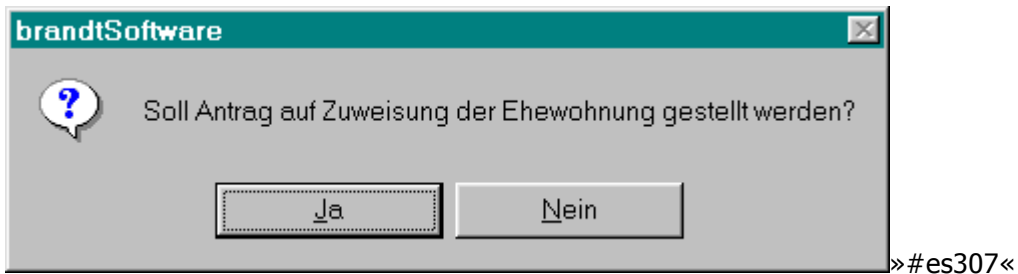 brandtSoftware
Soll Antrag auf Zuweisung der Ehewohnung gestellt werden?
Ja Nein
»#es307«